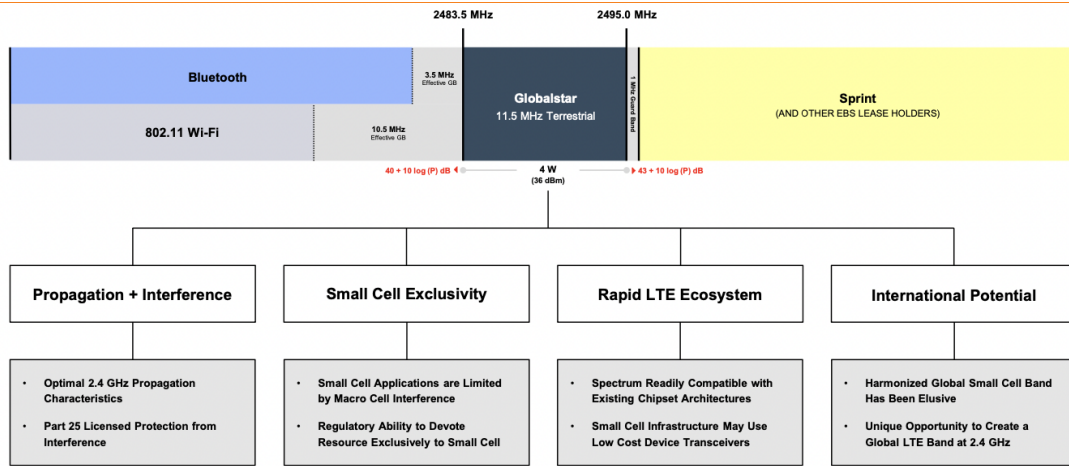 2483.5 MHz
2495.0 MHz
Bluetooth
3.5 MHz
Effective GB
802.11 Wi-Fi
10.5 MHz
Effective GB
Globalstar
11.5 MHz Terrestrial
1 MHz Guard Band
Sprint
(AND OTHER EBS LEASE HOLDERS)
40 + 10 log (P) dB
4 W
(36 dBm)
43 + 10 log (P) dB
Propagation + Interference
• Optimal 2.4 GHz Propagation
Characteristics
• Part 25 Licensed Protection from
Interference
Small Cell Exclusivity
• Small Cell Applications are Limited
by Macro Cell Interference
• Regulatory Ability to Devote
Resource Exclusively to Small Cell
Rapid LTE Ecosystem
• Spectrum Readily Compatible with
Existing Chipset Architectures
• Small Cell Infrastructure May Use
Low Cost Device Transceivers
International Potential
• Harmonized Global Small Cell Band
Has Been Elusive
• Unique Opportunity to Create a
Global LTE Band at 2.4 GHz